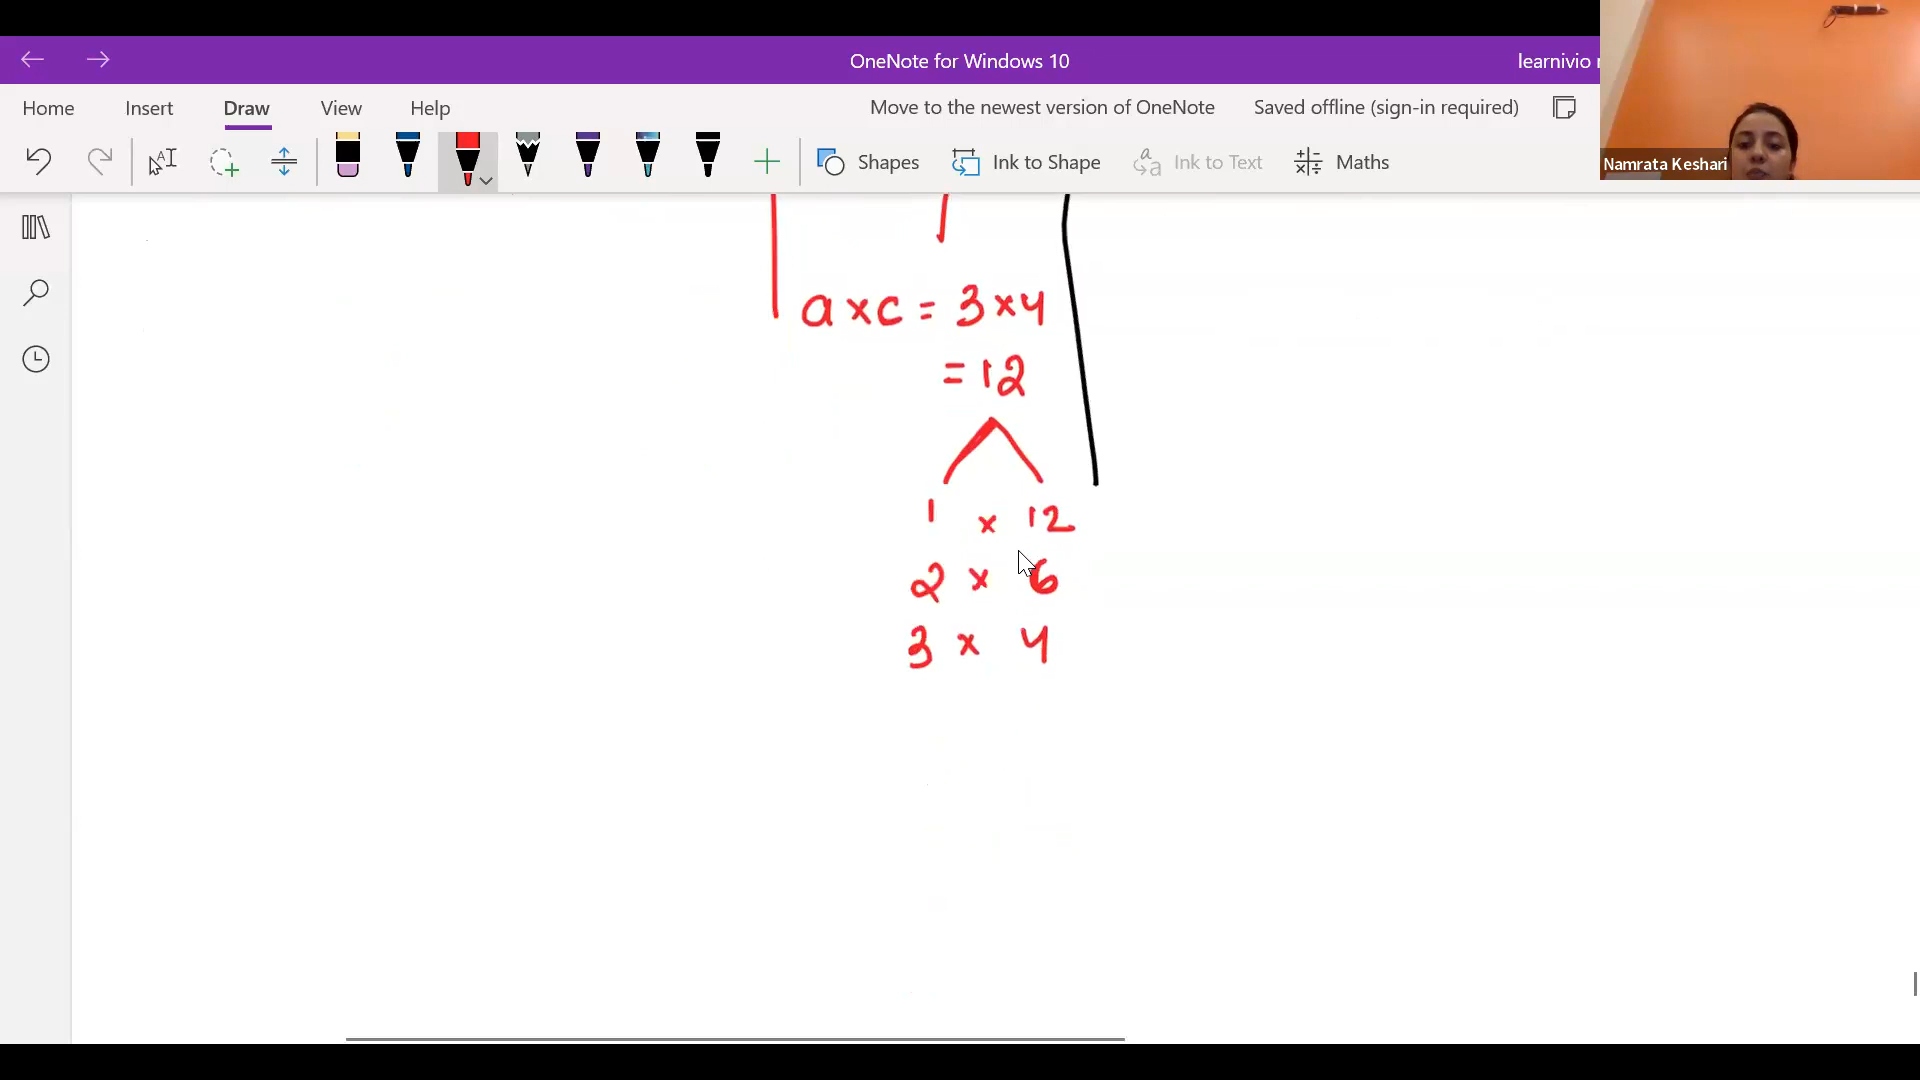 OneNote for Windows 10
learnivio
Home Insert Draw View Help
Move to the newest version of OneNote
Saved offline (sign-in required)
Shapes Ink to Shape Ink to Text Maths
Namrata Keshari
a × c = 3 × 4
= 12
1 × 12
2 × 6
3 × 4